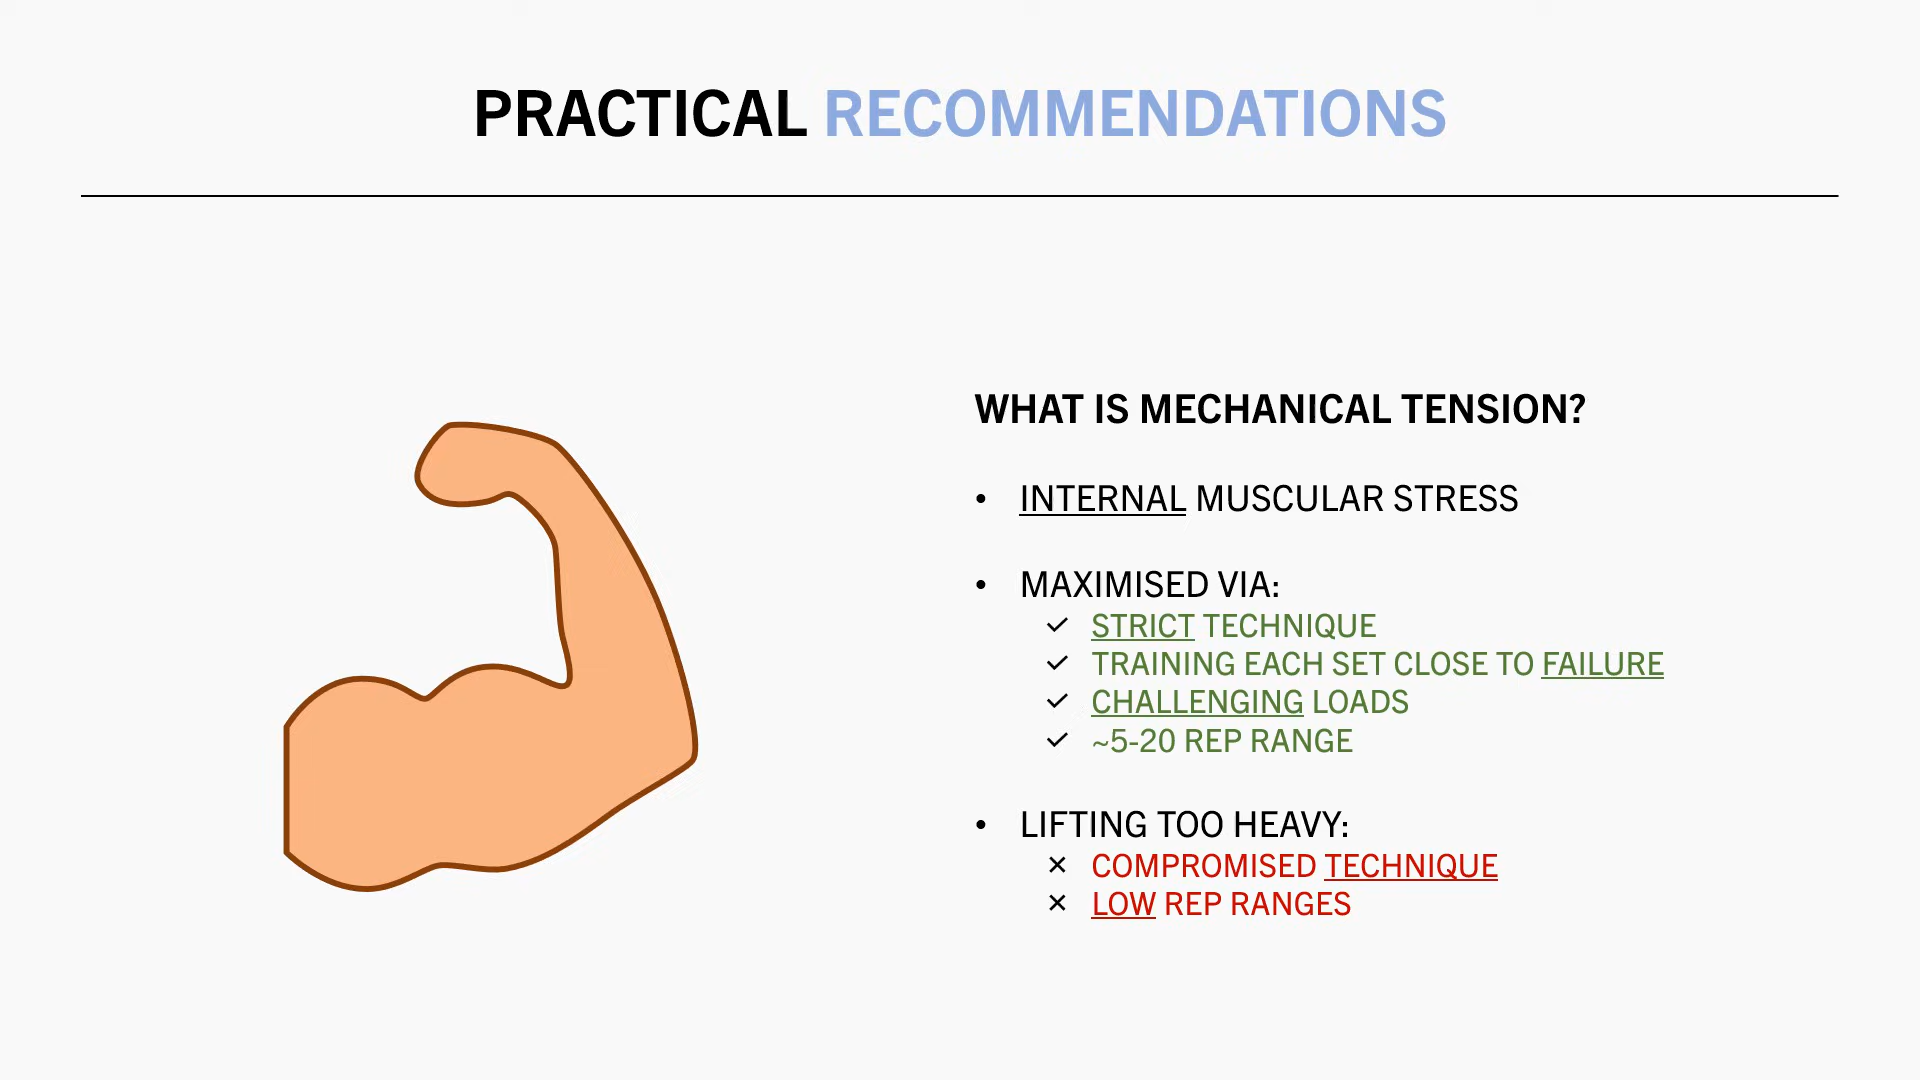 PRACTICAL RECOMMENDATIONS
WHAT IS MECHANICAL TENSION?
• INTERNAL MUSCULAR STRESS
• MAXIMISED VIA:
✓ STRICT TECHNIQUE
✓ TRAINING EACH SET CLOSE TO FAILURE
✓ CHALLENGING LOADS
✓ ~5-20 REP RANGE
• LIFTING TOO HEAVY:
✕ COMPROMISED TECHNIQUE
✕ LOW REP RANGES